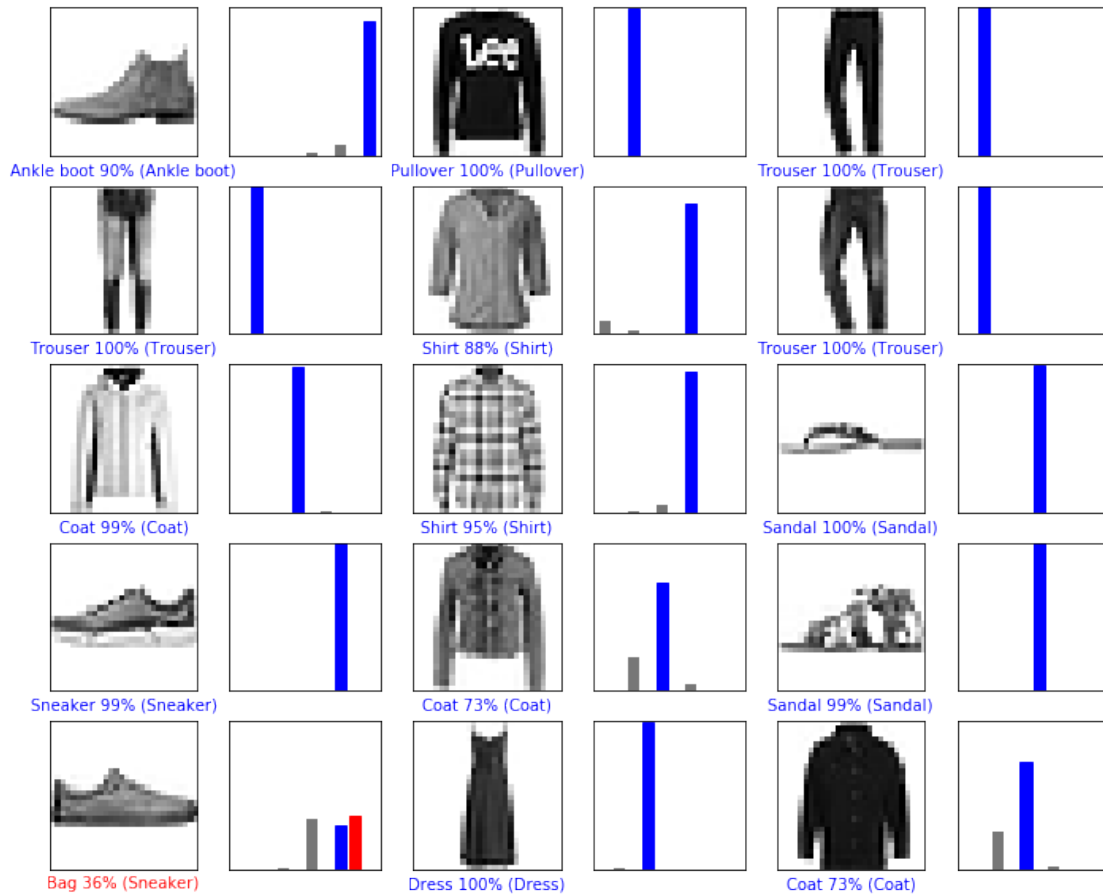 Lee
Ankle boot 90% (Ankle boot)
Pullover 100% (Pullover)
Trouser 100% (Trouser)
Trouser 100% (Trouser)
Shirt 88% (Shirt)
Trouser 100% (Trouser)
Coat 99% (Coat)
Shirt 95% (Shirt)
Sandal 100% (Sandal)
Sneaker 99% (Sneaker)
Coat 73% (Coat)
Sandal 99% (Sandal)
Bag 36% (Sneaker)
Dress 100% (Dress)
Coat 73% (Coat)